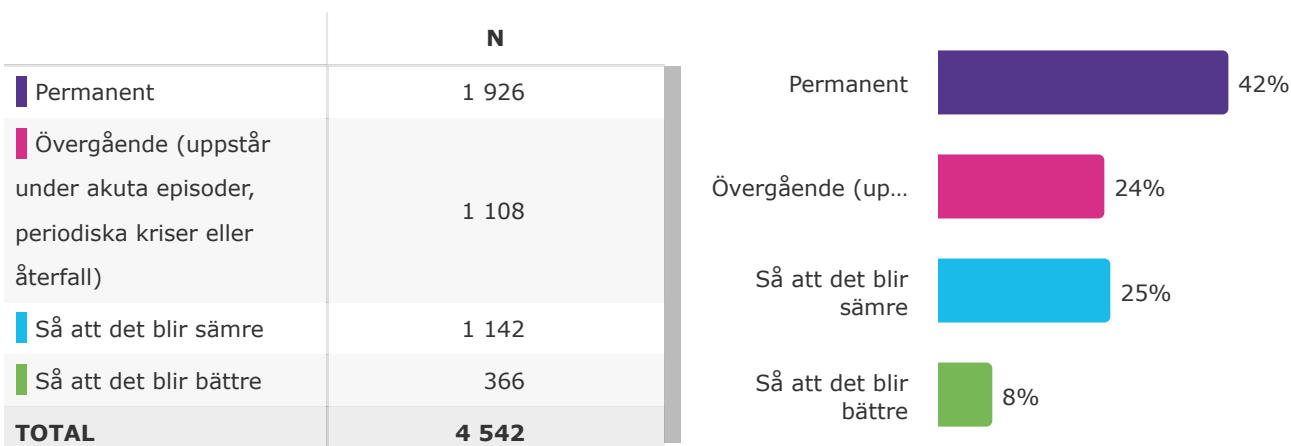 N
Permanent 1 926
Övergående (uppstår
under akuta episoder,
periodiska kriser eller
återfall)
1 108
Så att det blir sämre 1 142
Så att det blir bättre 366
TOTAL 4 542
Permanent 42%
Övergående (up... 24%
Så att det blir
sämre
25%
Så att det blir
bättre
8%